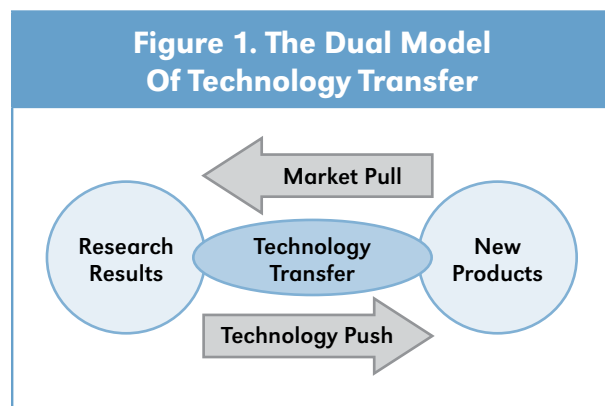 Figure 1. The Dual Model
Of Technology Transfer
Market Pull
Research
Results
Technology
Transfer
New
Products
Technology Push